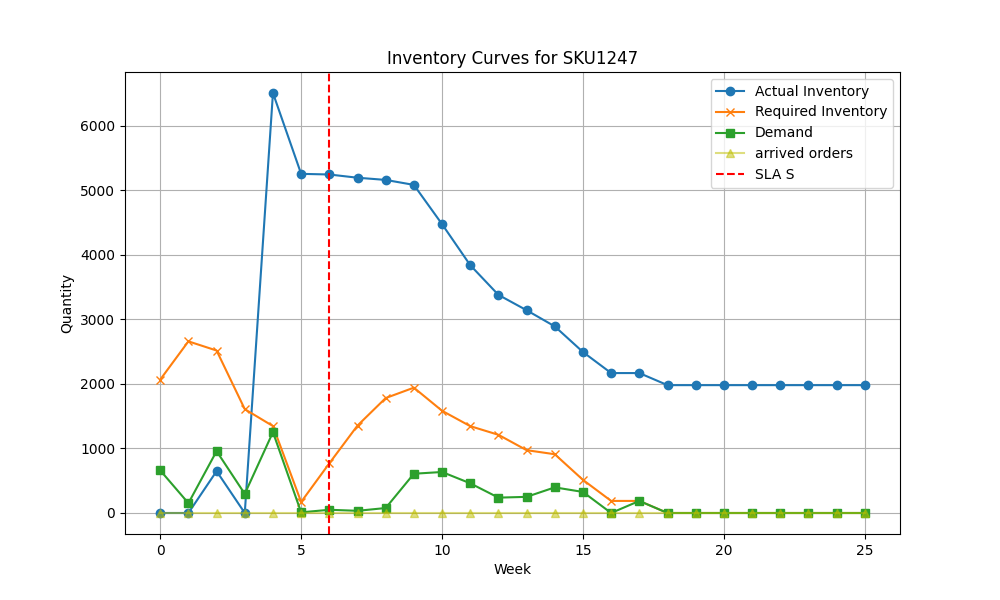 Inventory Curves for SKU1247
Actual Inventory
Required Inventory
Demand
arrived orders
SLA S
Quantity
6000
5000
4000
3000
2000
1000
0
0 5 10 15 20 25
Week